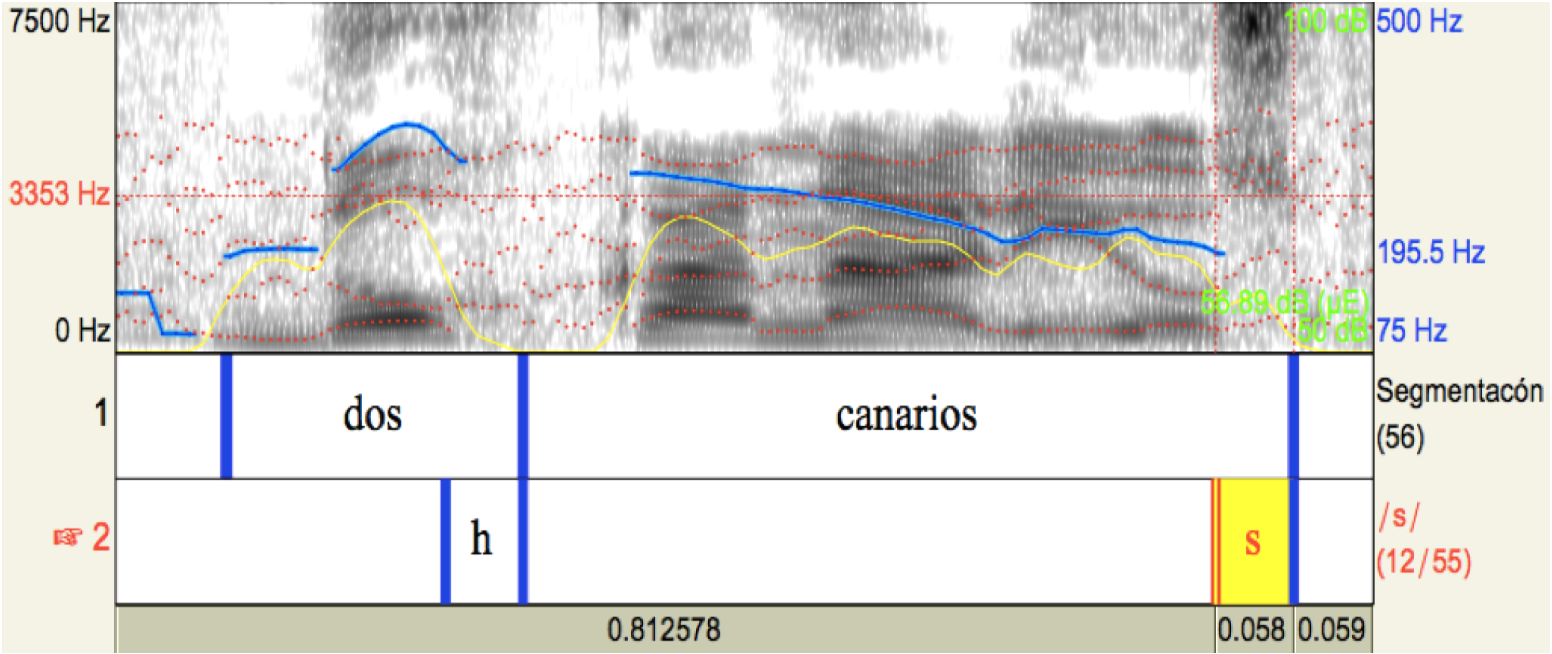 7500 Hz 100 dB 500 Hz
3353 Hz
195.5 Hz
56.89 dB (µE)
0 Hz 50 dB 75 Hz
1 dos canarios Segmentacón
(56)
2 h s /s/
(12/55)
0.812578 0.058 0.059